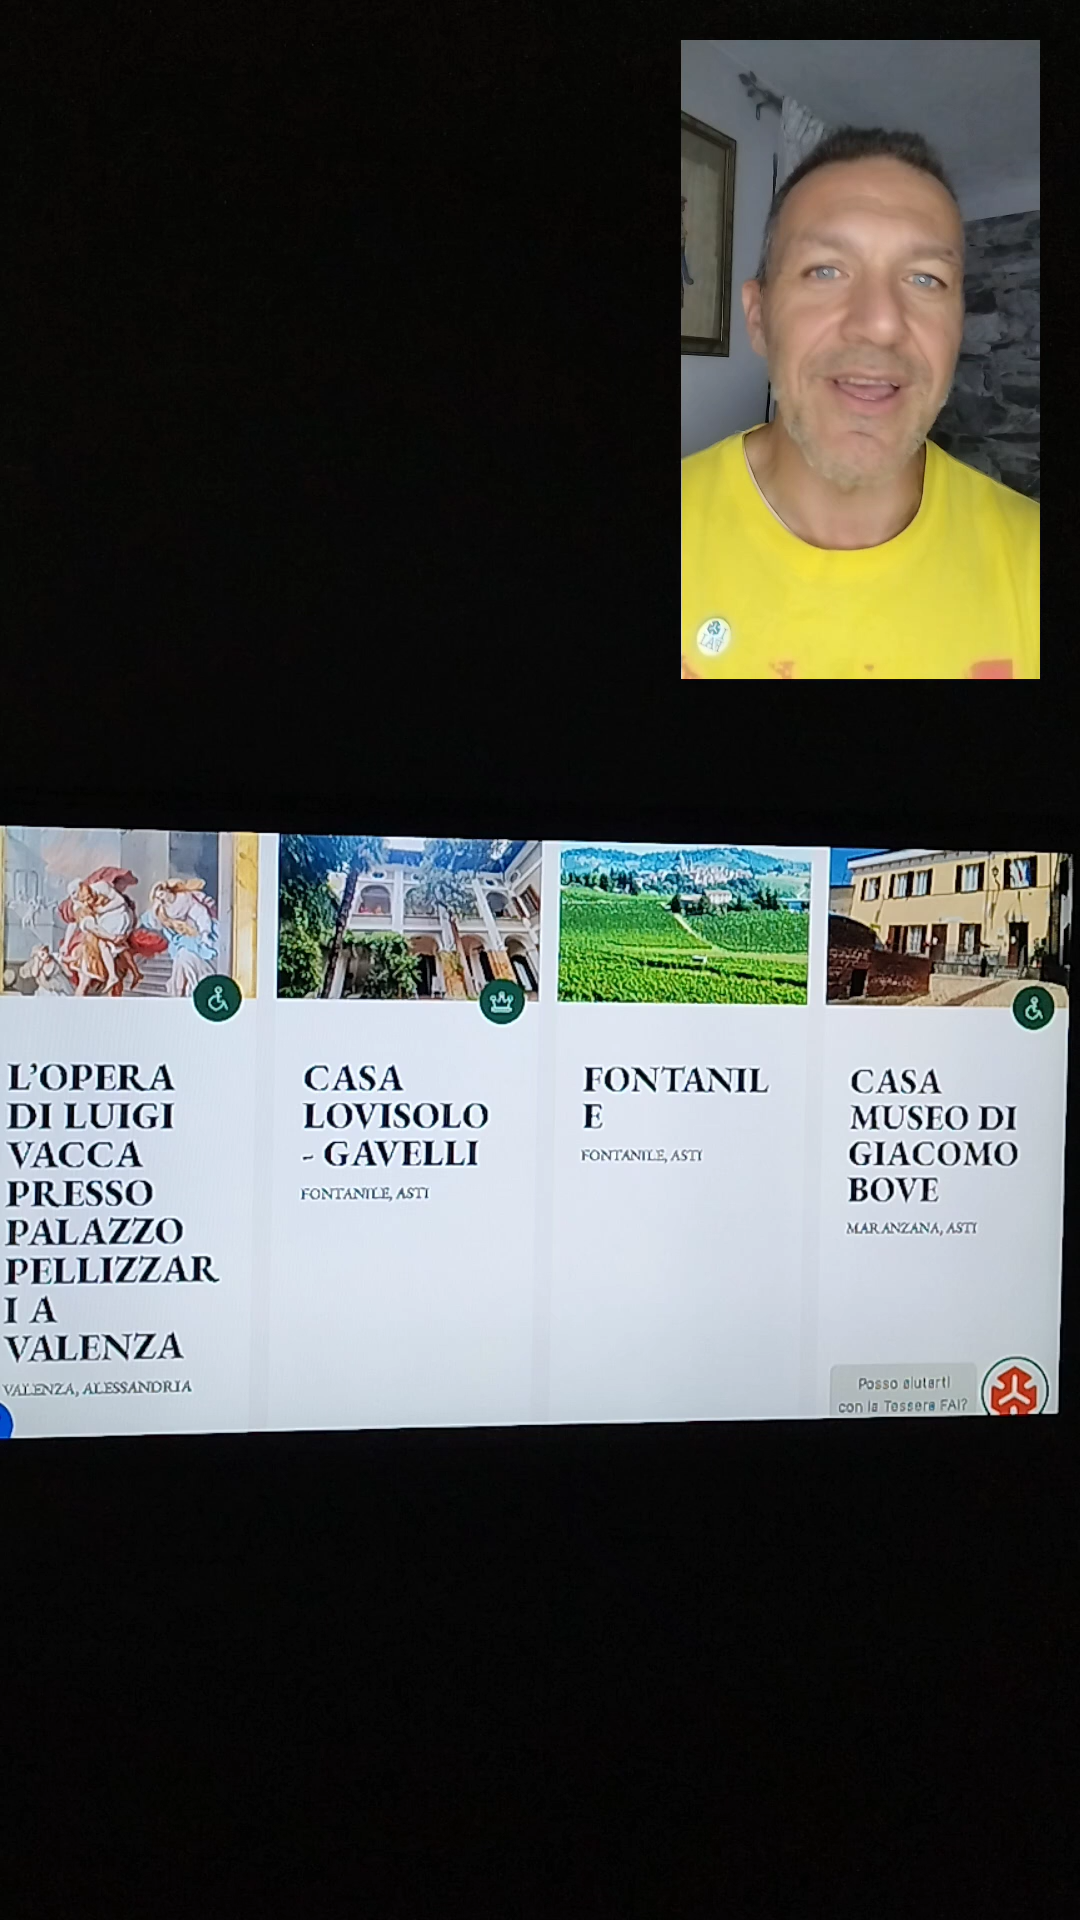 L'OPERA
DI LUIGI
VACCA
PRESSO
PALAZZO
PELLIZZAR
I A
VALENZA
VALENZA, ALESSANDRIA
CASA
LOVISOLO
- GAVELLI
FONTANILE, ASTI
FONTANIL
E
FONTANILE, ASTI
CASA
MUSEO DI
GIACOMO
BOVE
MARANZANA, ASTI
Posso aiutarti
con la Tessera FAI?